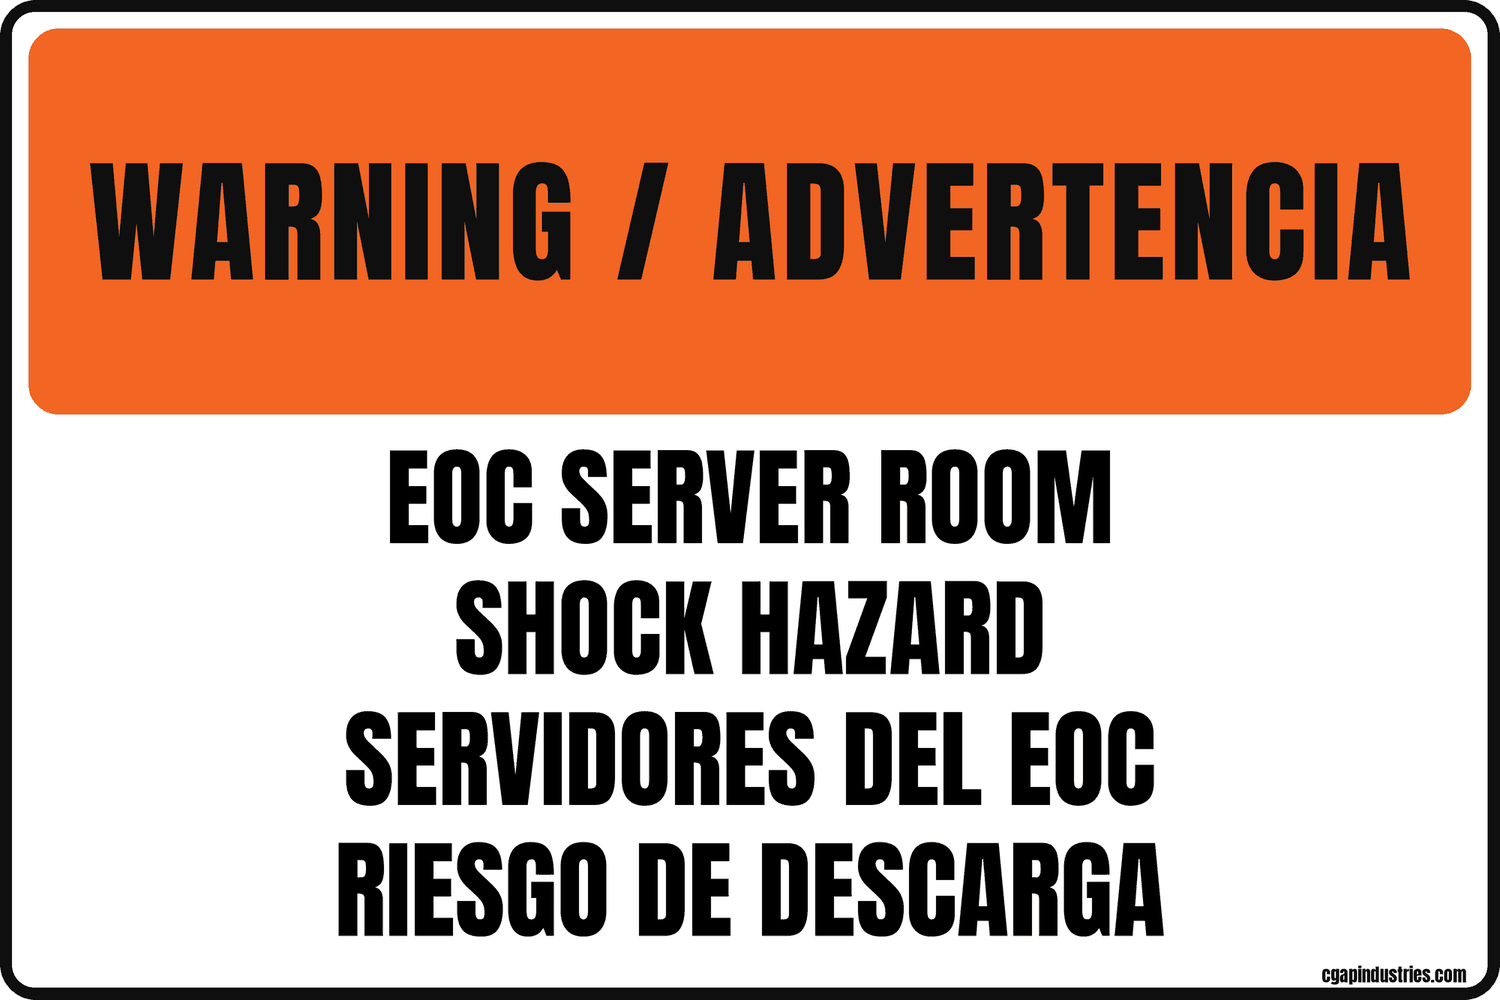 WARNING / ADVERTENCIA
EOC SERVER ROOM
SHOCK HAZARD
SERVIDORES DEL EOC
RIESGO DE DESCARGA
cgapindustries.com